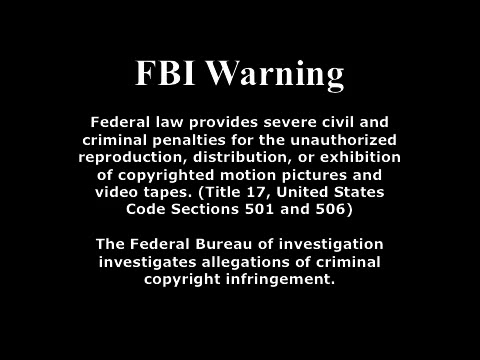 FBI Warning
Federal law provides severe civil and
criminal penalties for the unauthorized
reproduction, distribution, or exhibition
of copyrighted motion pictures and
video tapes. (Title 17, United States
Code Sections 501 and 506)
The Federal Bureau of investigation
investigates allegations of criminal
copyright infringement.